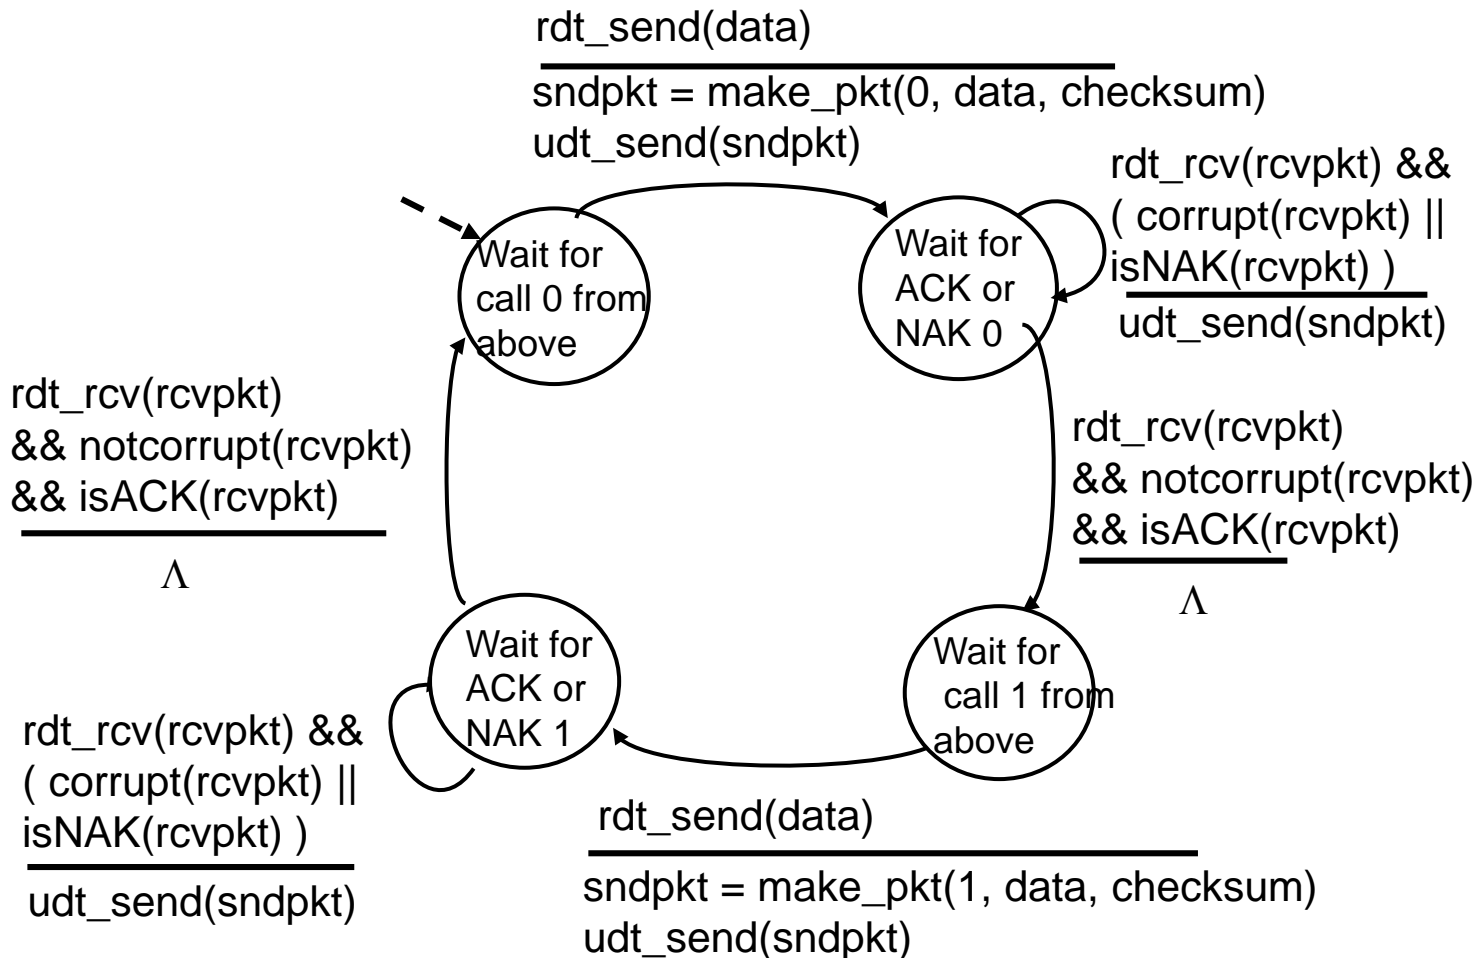 rdt_send(data)
sndpkt = make_pkt(0, data, checksum)
udt_send(sndpkt)
rdt_rcv(rcvpkt) &&
( corrupt(rcvpkt) ||
isNAK(rcvpkt) )
udt_send(sndpkt)
Wait for
call 0 from
above
Wait for
ACK or
NAK 0
rdt_rcv(rcvpkt)
&& notcorrupt(rcvpkt)
&& isACK(rcvpkt)
Λ
rdt_rcv(rcvpkt)
&& notcorrupt(rcvpkt)
&& isACK(rcvpkt)
Λ
Wait for
ACK or
NAK 1
Wait for
call 1 from
above
rdt_rcv(rcvpkt) &&
( corrupt(rcvpkt) ||
isNAK(rcvpkt) )
udt_send(sndpkt)
rdt_send(data)
sndpkt = make_pkt(1, data, checksum)
udt_send(sndpkt)